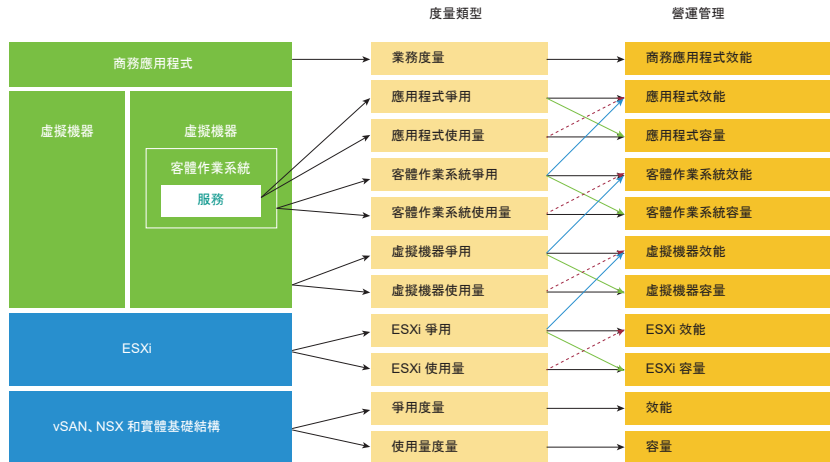 度量類型
營運管理
商務應用程式
業務度量
商務應用程式效能
虛擬機器
虛擬機器
客體作業系統
服務
應用程式爭用
應用程式效能
應用程式使用量
應用程式容量
客體作業系統爭用
客體作業系統效能
客體作業系統使用量
客體作業系統容量
虛擬機器爭用
虛擬機器效能
虛擬機器使用量
虛擬機器容量
ESXi
ESXi 爭用
ESXi 效能
ESXi 使用量
ESXi 容量
vSAN、NSX 和實體基礎結構
爭用度量
效能
使用量度量
容量